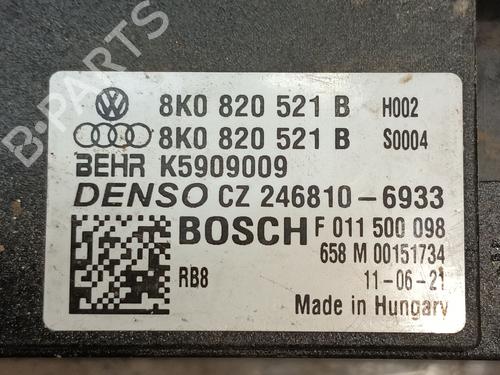 B-PARTS
8K0 820 521 B H002
8K0 820 521 B S0004
BEHR K5909009
DENSO CZ 246810-6933
BOSCH F 011 500 098
658 M 00151734
RB8 11-06-21
Made in Hungary